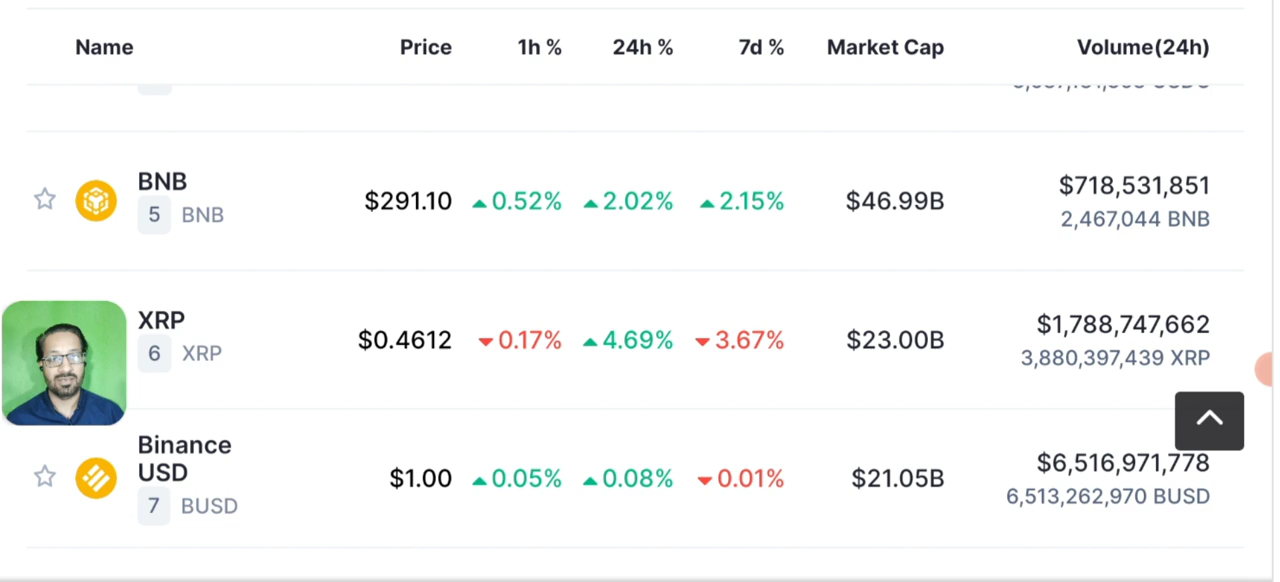 Name Price 1h % 24h % 7d % Market Cap Volume(24h)
BNB
5 BNB
$291.10 0.52% 2.02% 2.15% $46.99B
$718,531,851
2,467,044 BNB
XRP
6 XRP
$0.4612 0.17% 4.69% 3.67% $23.00B
$1,788,747,662
3,880,397,439 XRP
Binance
USD
7 BUSD
$1.00 0.05% 0.08% 0.01% $21.05B
$6,516,971,778
6,513,262,970 BUSD